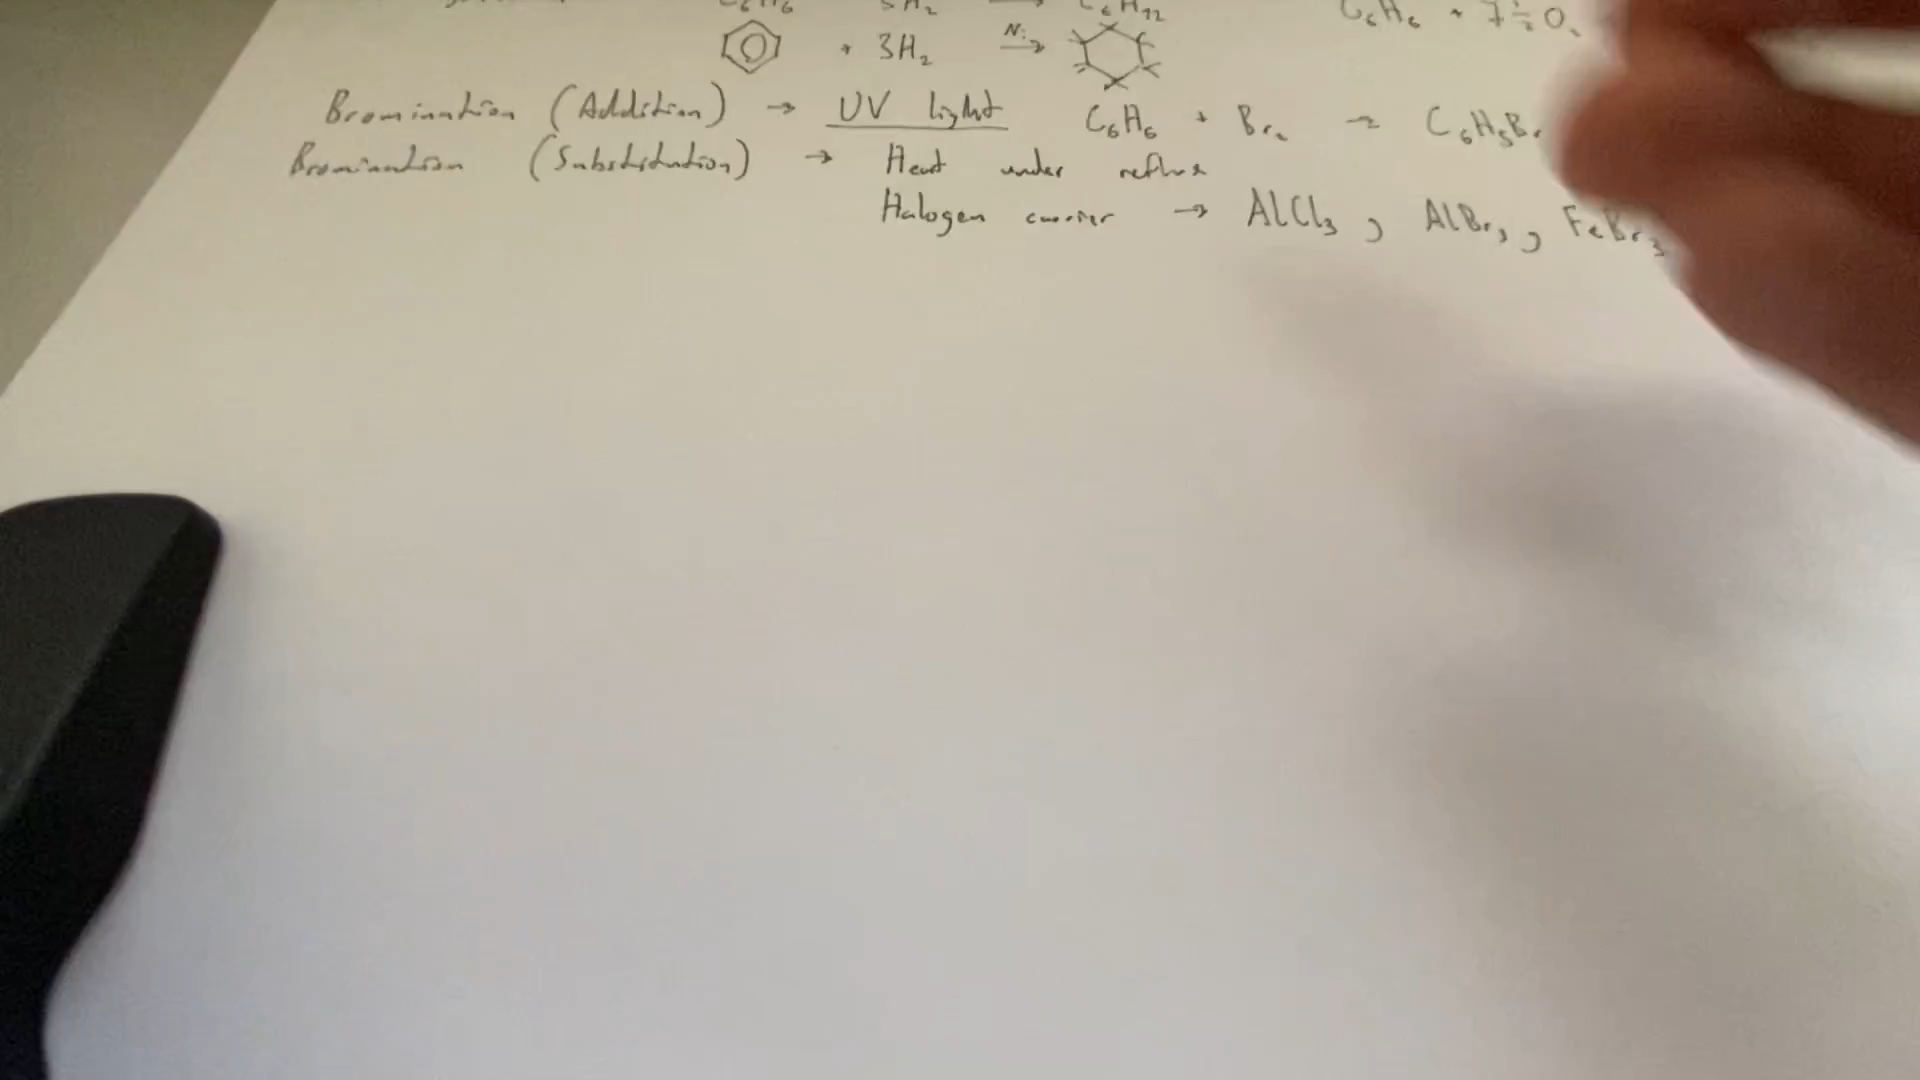 C6H6 3H2 → C6H12 C6H6 + 7½O2
+ 3H2 Ni →
Bromination (Addition) → UV light C6H6 + Br2 → C6H5Br
Bromination (Substitution) → Heat under reflux
Halogen carrier → AlCl3, AlBr3, FeBr3